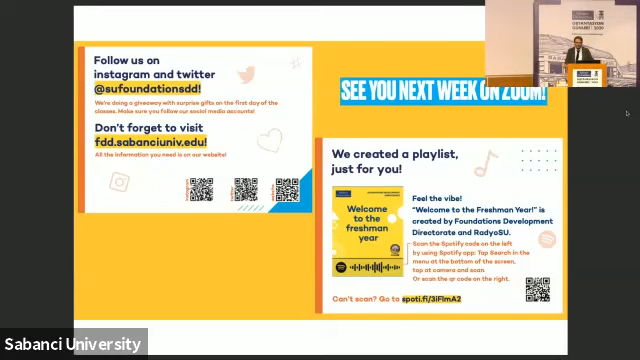 Follow us on
instagram and twitter
@sufoundationsdd!
We're doing a giveaway with surprise gifts on the first day of the
classes. Make sure you follow our social media accounts!
Don't forget to visit
fdd.sabanciuniv.edu!
All the information you need is on our website!
SEE YOU NEXT WEEK ON ZOOM!
We created a playlist,
just for you!
Welcome
to the
freshman
year
Feel the vibe!
"Welcome to the Freshman Year!" is
created by Foundations Development
Directorate and RadyoSU.
Scan the Spotify code on the left
by using Spotify app: Tap Search in the
menu at the bottom of the screen,
tap at camera and scan.
Or scan the qr code on the right.
Can't scan? Go to spoti.fi/3iFlmA2
Sabanci University